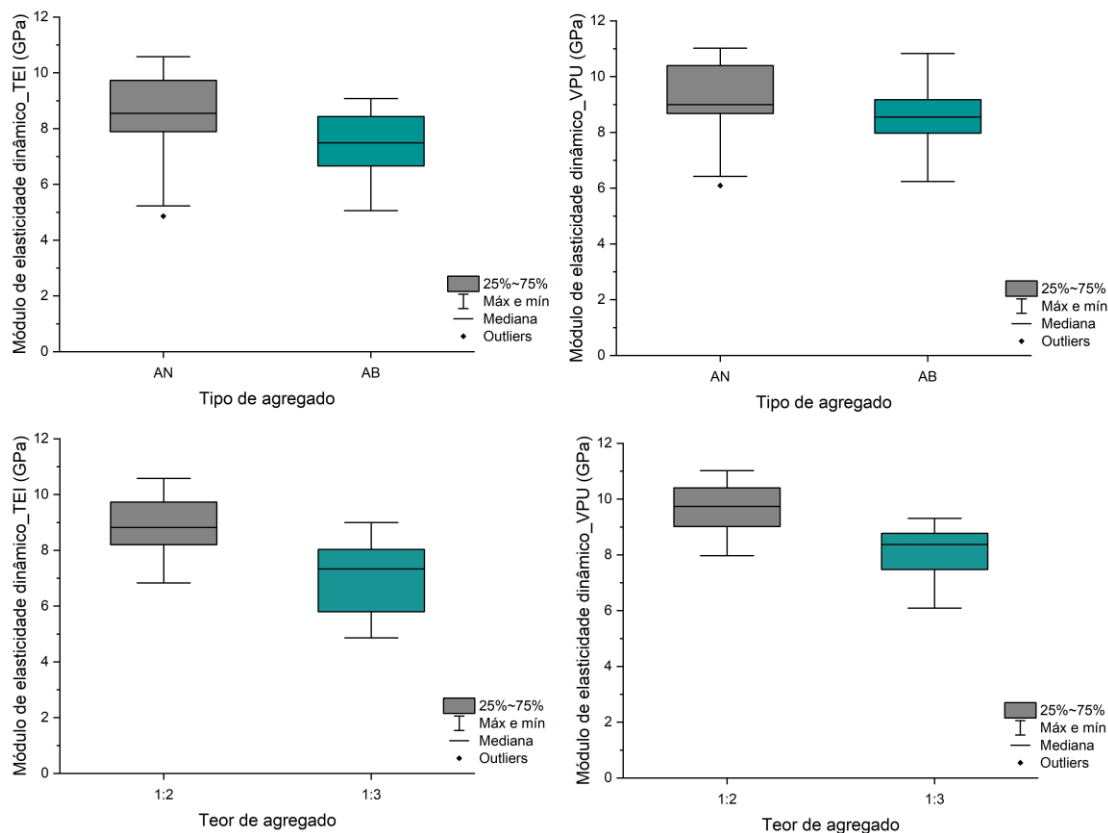 Módulo de elasticidade dinâmico_TEI (GPa)
12
10
8
6
4
2
0
25%~75%
Máx e mín
Mediana
Outliers
AN
AB
Tipo de agregado
Módulo de elasticidade dinâmico_VPU (GPa)
12
10
8
6
4
2
0
25%~75%
Máx e mín
Mediana
Outliers
AN
AB
Tipo de agregado
Módulo de elasticidade dinâmico_TEI (GPa)
12
10
8
6
4
2
0
25%~75%
Máx e mín
Mediana
Outliers
1:2
1:3
Teor de agregado
Módulo de elasticidade dinâmico_VPU (GPa)
12
10
8
6
4
2
0
25%~75%
Máx e mín
Mediana
Outliers
1:2
1:3
Teor de agregado